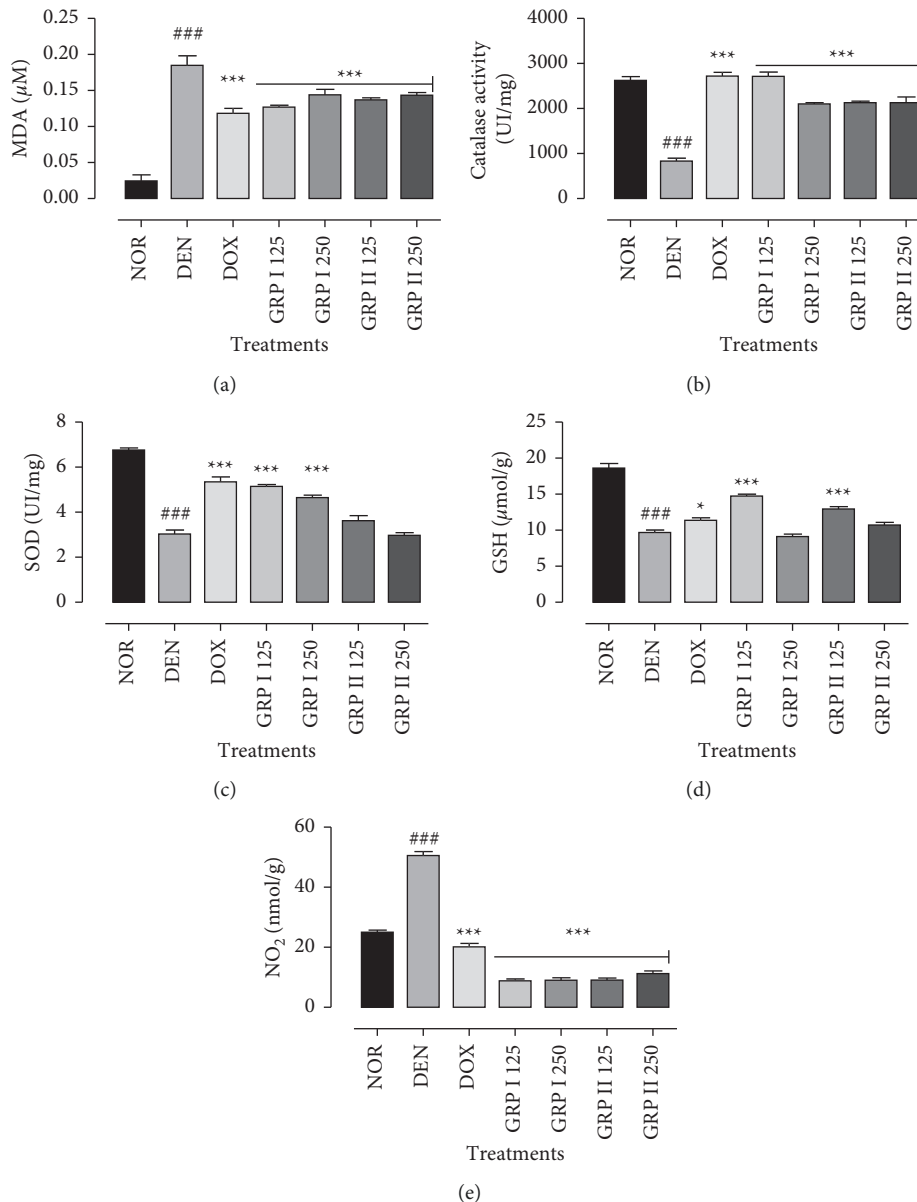 MDA (μM)
0.25
0.20
0.15
0.10
0.05
0.00
###
***
***
NOR
DEN
DOX
GRP I 125
GRP I 250
GRP II 125
GRP II 250
Treatments
(a)
Catalase activity
(UI/mg)
4000
3000
2000
1000
0
###
***
***
NOR
DEN
DOX
GRP I 125
GRP I 250
GRP II 125
GRP II 250
Treatments
(b)
SOD (UI/mg)
8
6
4
2
0
###
***
***
***
NOR
DEN
DOX
GRP I 125
GRP I 250
GRP II 125
GRP II 250
Treatments
(c)
GSH (μmol/g)
25
20
15
10
5
0
###
*
***
***
NOR
DEN
DOX
GRP I 125
GRP I 250
GRP II 125
GRP II 250
Treatments
(d)
NO₂ (nmol/g)
60
40
20
0
###
***
***
NOR
DEN
DOX
GRP I 125
GRP I 250
GRP II 125
GRP II 250
Treatments
(e)